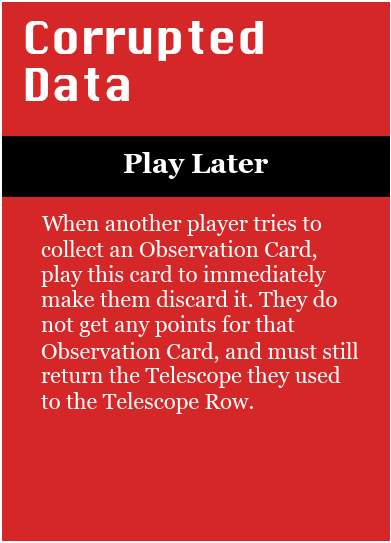 Corrupted
Data
Play Later
When another player tries to
collect an Observation Card,
play this card to immediately
make them discard it. They do
not get any points for that
Observation Card, and must still
return the Telescope they used
to the Telescope Row.